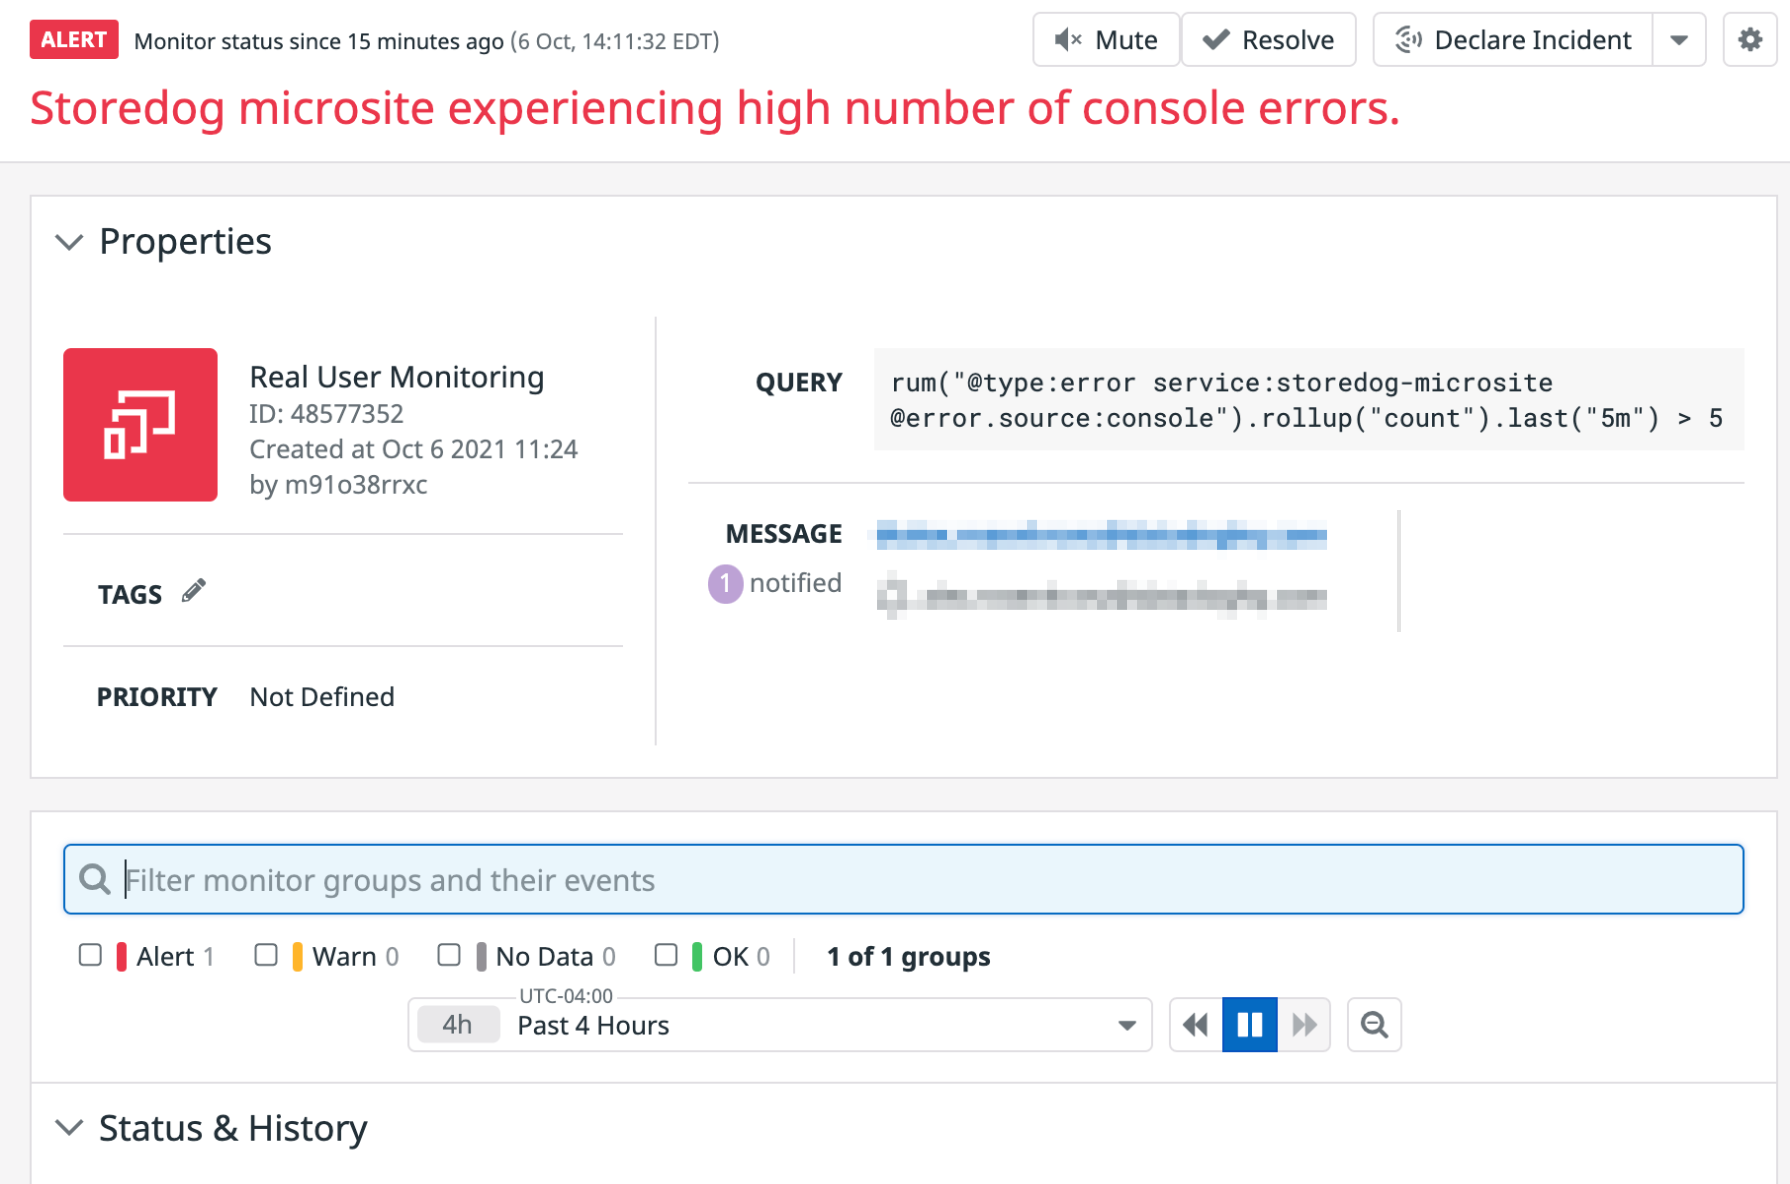 ALERT Monitor status since 15 minutes ago (6 Oct, 14:11:32 EDT)
Mute
Resolve
Declare Incident
Storedog microsite experiencing high number of console errors.
Properties
Real User Monitoring
ID: 48577352
Created at Oct 6 2021 11:24
by m91o38rrxc
TAGS
PRIORITY Not Defined
QUERY
rum("@type:error service:storedog-microsite
@error.source:console").rollup("count").last("5m") > 5
MESSAGE
1 notified
Filter monitor groups and their events
Alert 1 Warn 0 No Data 0 OK 0 1 of 1 groups
UTC-04:00
4h Past 4 Hours
Status & History